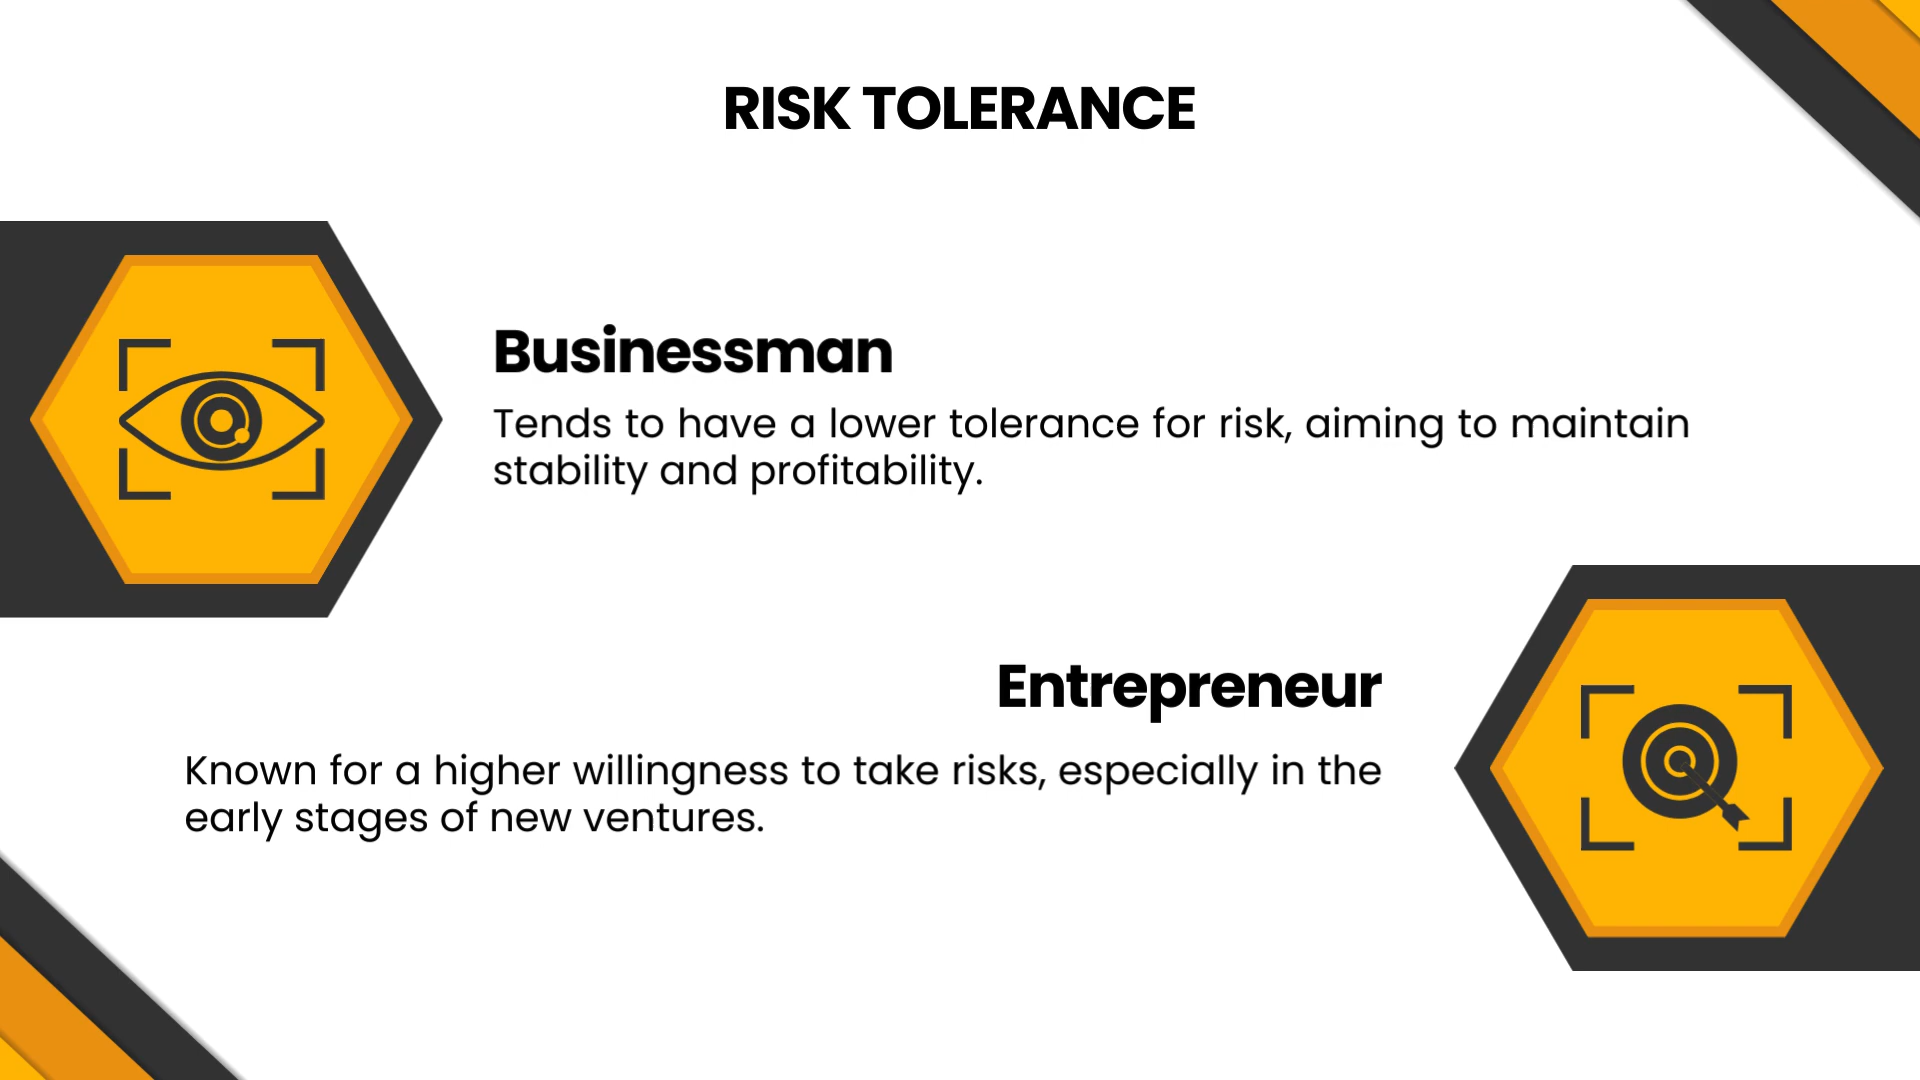 RISK TOLERANCE
Businessman
Tends to have a lower tolerance for risk, aiming to maintain
stability and profitability.
Entrepreneur
Known for a higher willingness to take risks, especially in the
early stages of new ventures.